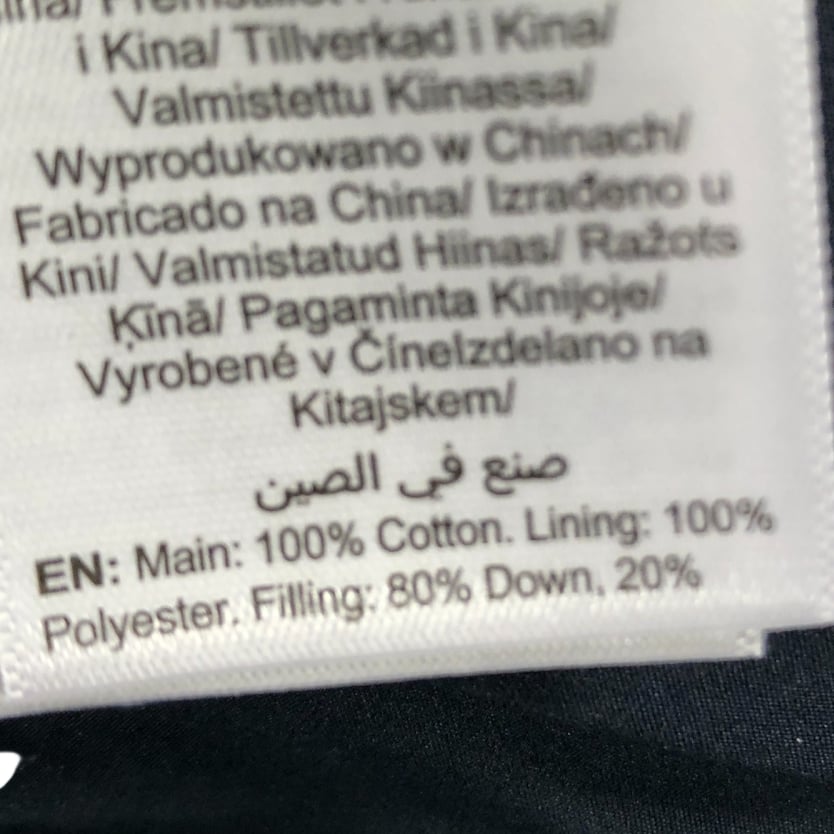 i Kina/ Tillverkad i Kina/
Valmistettu Kiinassa/
Wyprodukowano w Chinach/
Fabricado na China/ Izrađeno u
Kini/ Valmistatud Hiinas/ Ražots
Ķīnā/ Pagaminta Kinijoje/
Vyrobené v ČíneIzdelano na
Kitajskem/
صنع في الصين
EN: Main: 100% Cotton. Lining: 100%
Polyester. Filling: 80% Down, 20%